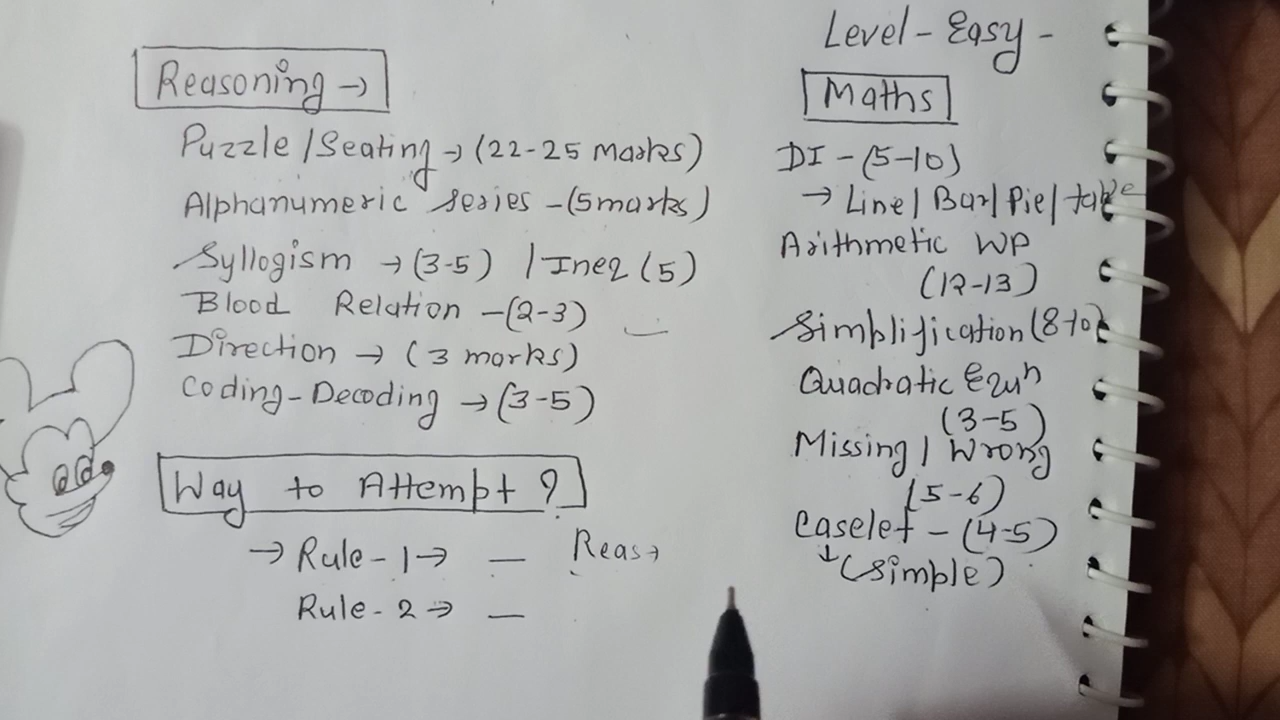 Level - Easy -
Reasoning →
Puzzle / Seating → (22-25 marks)
Alphanumeric series - (5 marks)
Syllogism → (3-5) / Ineq (5)
Blood Relation - (2-3)
Direction → (3 marks)
Coding-Decoding → (3-5)
Way to Attempt ?
→ Rule - 1 → — Reas →
Rule - 2 → —
Maths
DI - (5-10)
→ Line / Bar / Pie / table
Arithmetic WP
(12-13)
Simplification (8 to
Quadratic Equⁿ
(3-5)
Missing / Wrong
(5-6)
Caselet - (4-5)
↓ (simple)